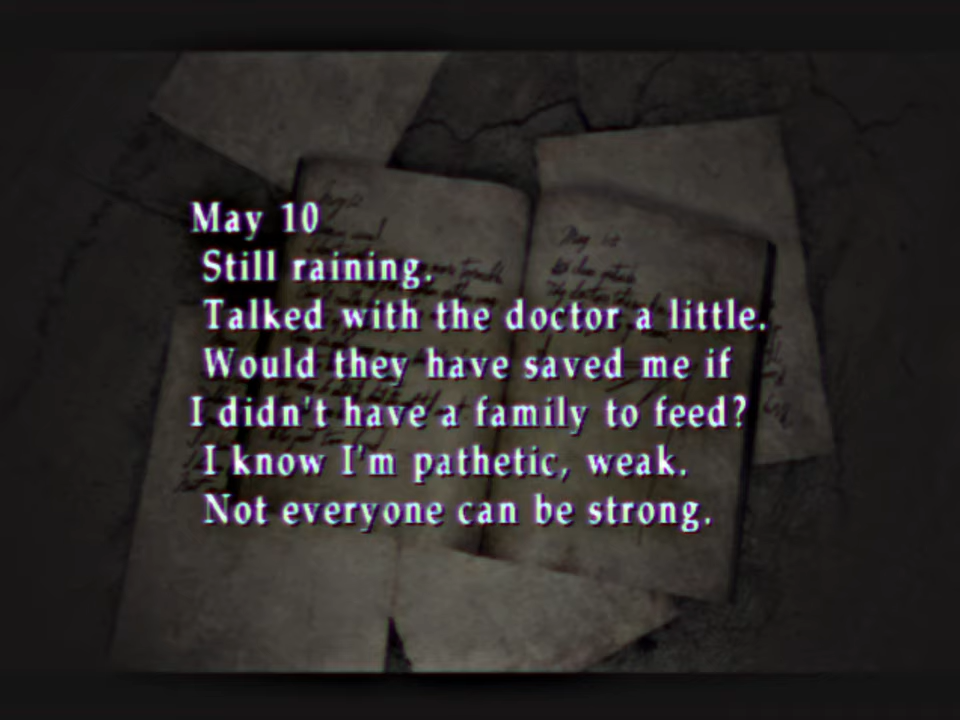 May 10
Still raining.
Talked with the doctor a little.
Would they have saved me if
I didn't have a family to feed?
I know I'm pathetic, weak.
Not everyone can be strong.